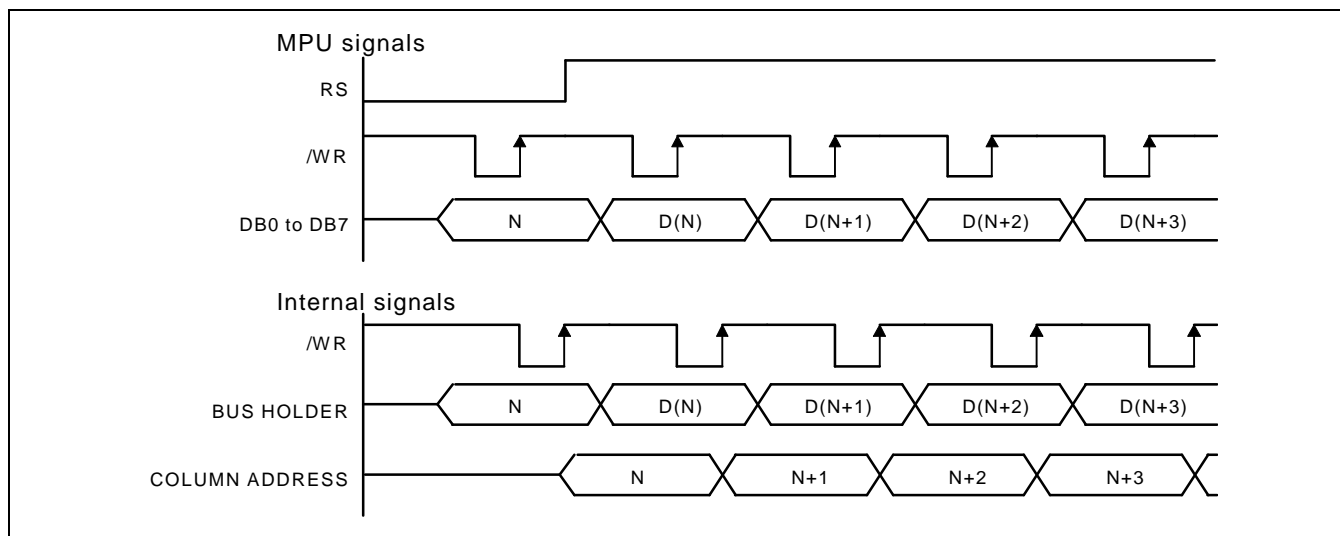 MPU signals
RS
/WR
DB0 to DB7
N D(N) D(N+1) D(N+2) D(N+3)
Internal signals
/WR
BUS HOLDER
N D(N) D(N+1) D(N+2) D(N+3)
COLUMN ADDRESS
N N+1 N+2 N+3